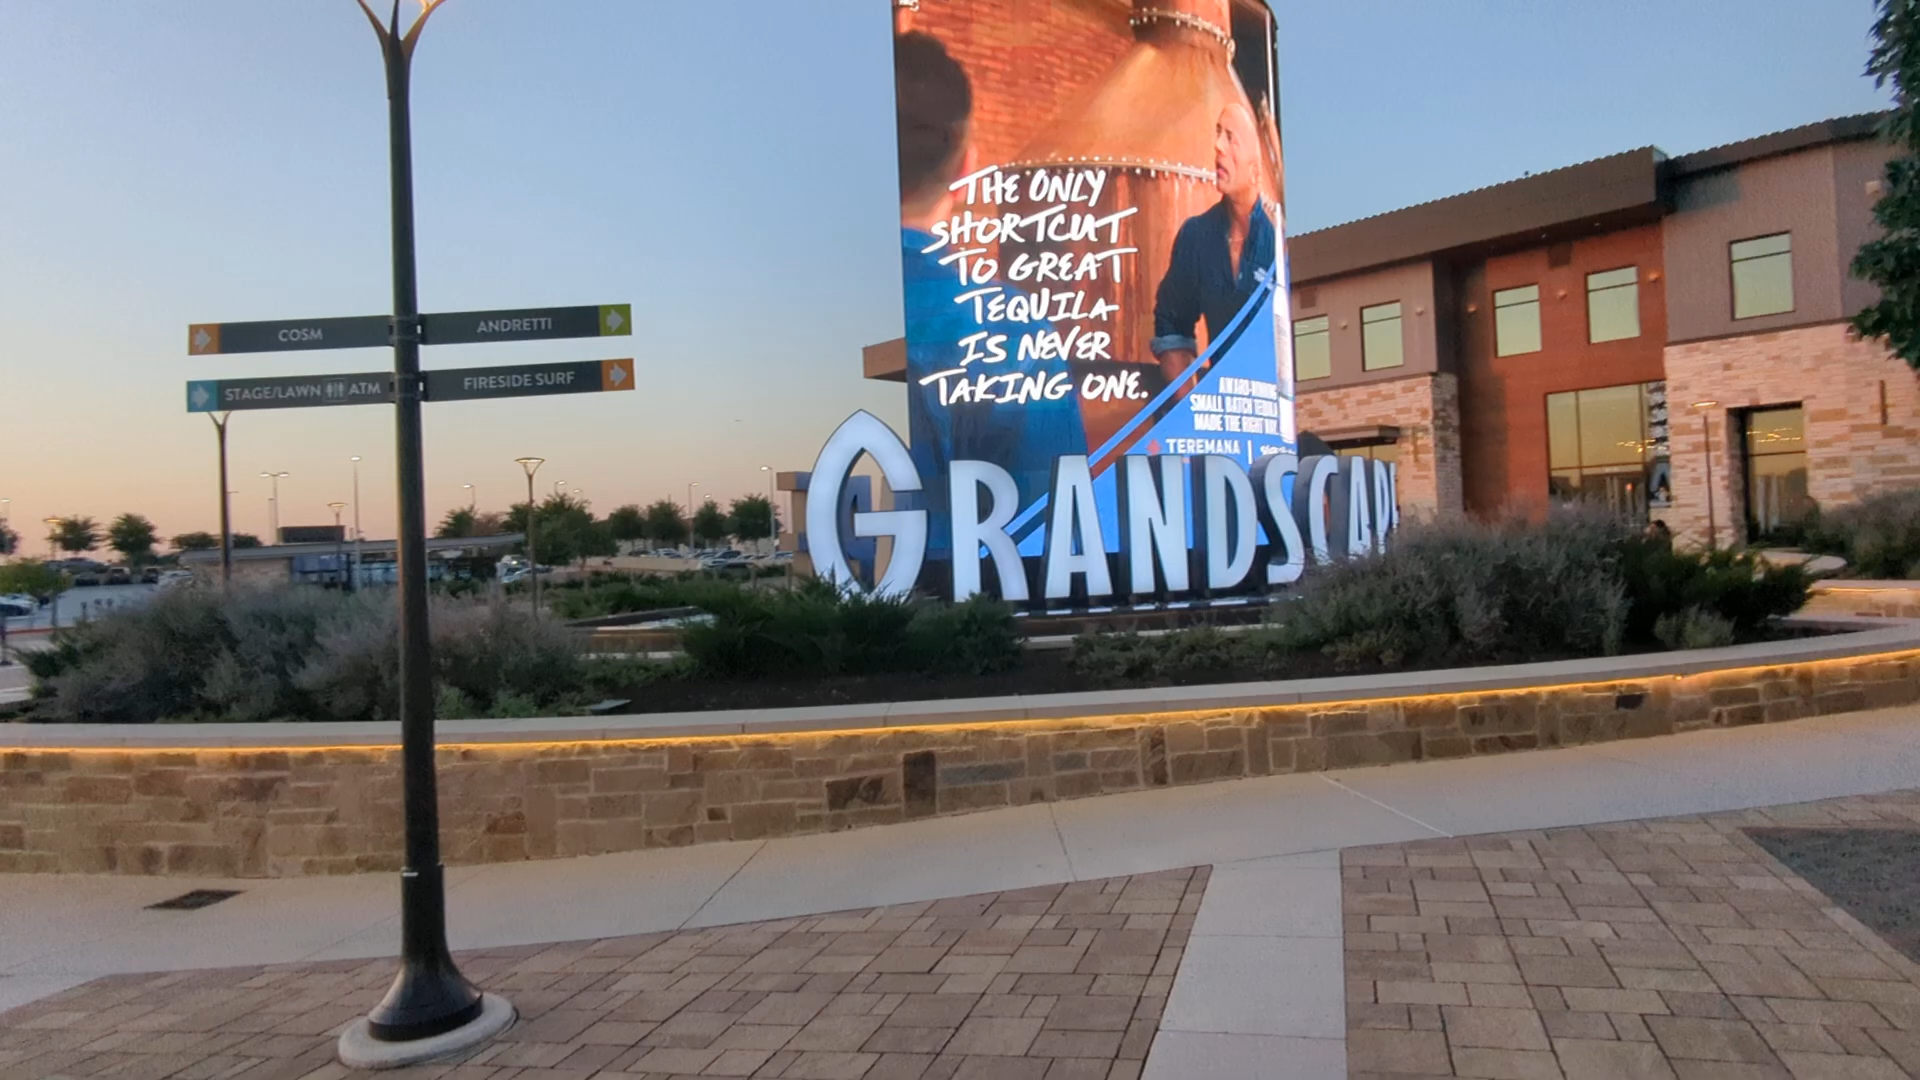 COSM
ANDRETTI
STAGE/LAWN ATM
FIRESIDE SURF
THE ONLY
SHORTCUT
TO GREAT
TEQUILA
IS NEVER
TAKING ONE.
AWARD-WINNING
SMALL BATCH TEQUILA
MADE THE RIGHT WAY.
TEREMANA
GRANDSCAPE